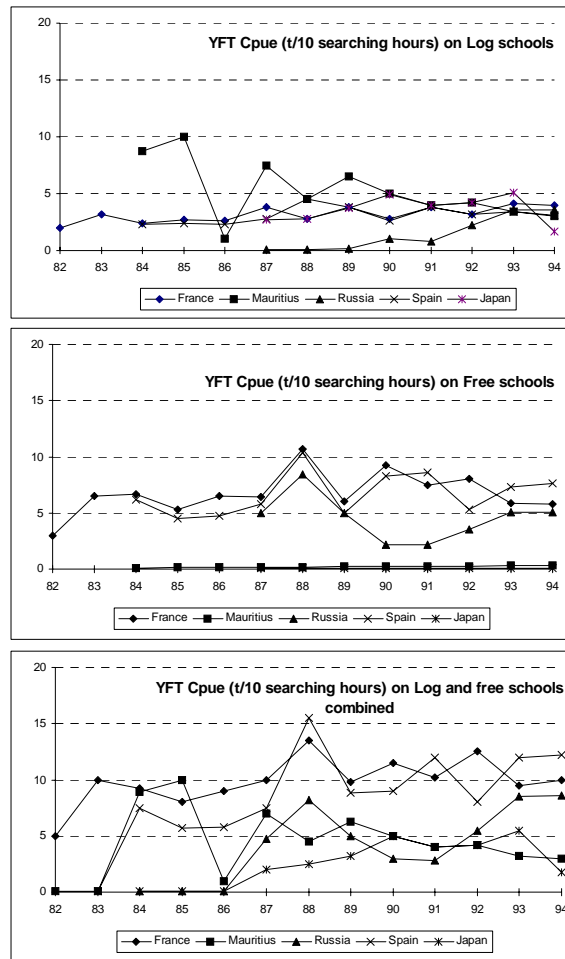 YFT Cpue (t/10 searching hours) on Log schools
20
15
10
5
0
82 83 84 85 86 87 88 89 90 91 92 93 94
France Mauritius Russia Spain Japan
YFT Cpue (t/10 searching hours) on Free schools
20
15
10
5
0
82 83 84 85 86 87 88 89 90 91 92 93 94
France Mauritius Russia Spain Japan
YFT Cpue (t/10 searching hours) on Log and free schools
combined
20
15
10
5
0
82 83 84 85 86 87 88 89 90 91 92 93 94
France Mauritius Russia Spain Japan